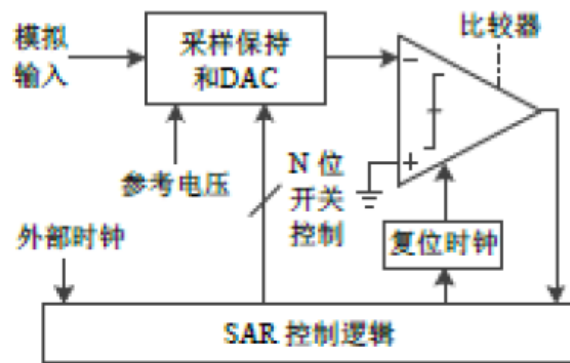 模拟
输入
采样保持
和DAC
比较器
−
+
参考电压
N 位
开关
控制
外部时钟
复位时钟
SAR 控制逻辑